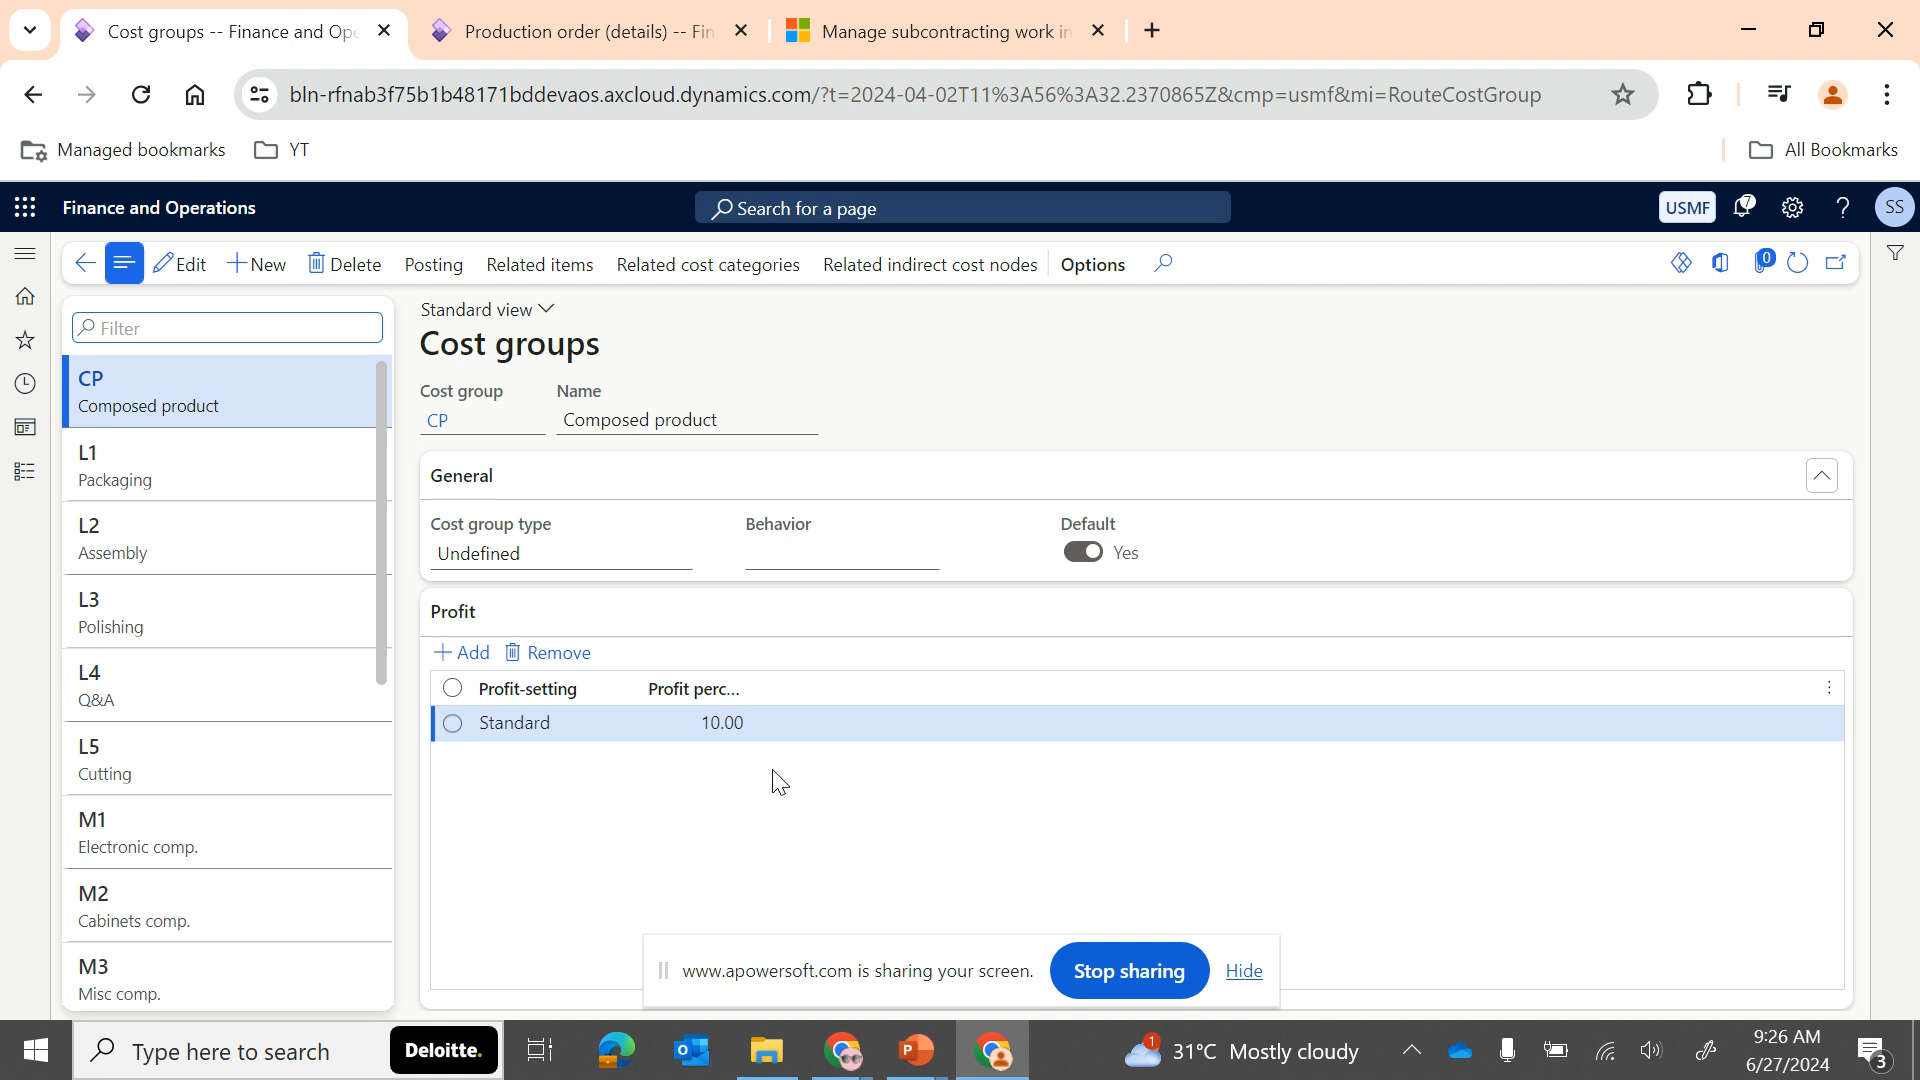 Cost groups -- Finance and Ope
Production order (details) -- Fin
Manage subcontracting work in
bln-rfnab3f75b1b48171bddevaos.axcloud.dynamics.com/?t=2024-04-02T11%3A56%3A32.2370865Z&cmp=usmf&mi=RouteCostGroup
Managed bookmarks
YT
All Bookmarks
Finance and Operations
Search for a page
USMF
7
?
SS
Edit
New
Delete
Posting
Related items
Related cost categories
Related indirect cost nodes
Options
0
Filter
CP
Composed product
L1
Packaging
L2
Assembly
L3
Polishing
L4
Q&A
L5
Cutting
M1
Electronic comp.
M2
Cabinets comp.
M3
Misc comp.
Standard view
Cost groups
Cost group
Name
CP
Composed product
General
Cost group type
Behavior
Default
Undefined
Yes
Profit
Add
Remove
Profit-setting
Profit perc...
Standard
10.00
www.apowersoft.com is sharing your screen.
Stop sharing
Hide
Type here to search
Deloitte.
1
31°C Mostly cloudy
9:26 AM
6/27/2024
3